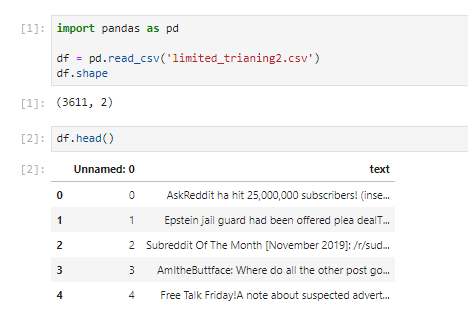 [1]: import pandas as pd
df = pd.read_csv('limited_trianing2.csv')
df.shape
[1]: (3611, 2)
[2]: df.head()
[2]: Unnamed: 0 text
0 0 AskReddit ha hit 25,000,000 subscribers! (inse...
1 1 Epstein jail guard had been offered plea dealT...
2 2 Subreddit Of The Month [November 2019]: /r/sud...
3 3 AmItheButtface: Where do all the other post go...
4 4 Free Talk Friday!A note about suspected advert...